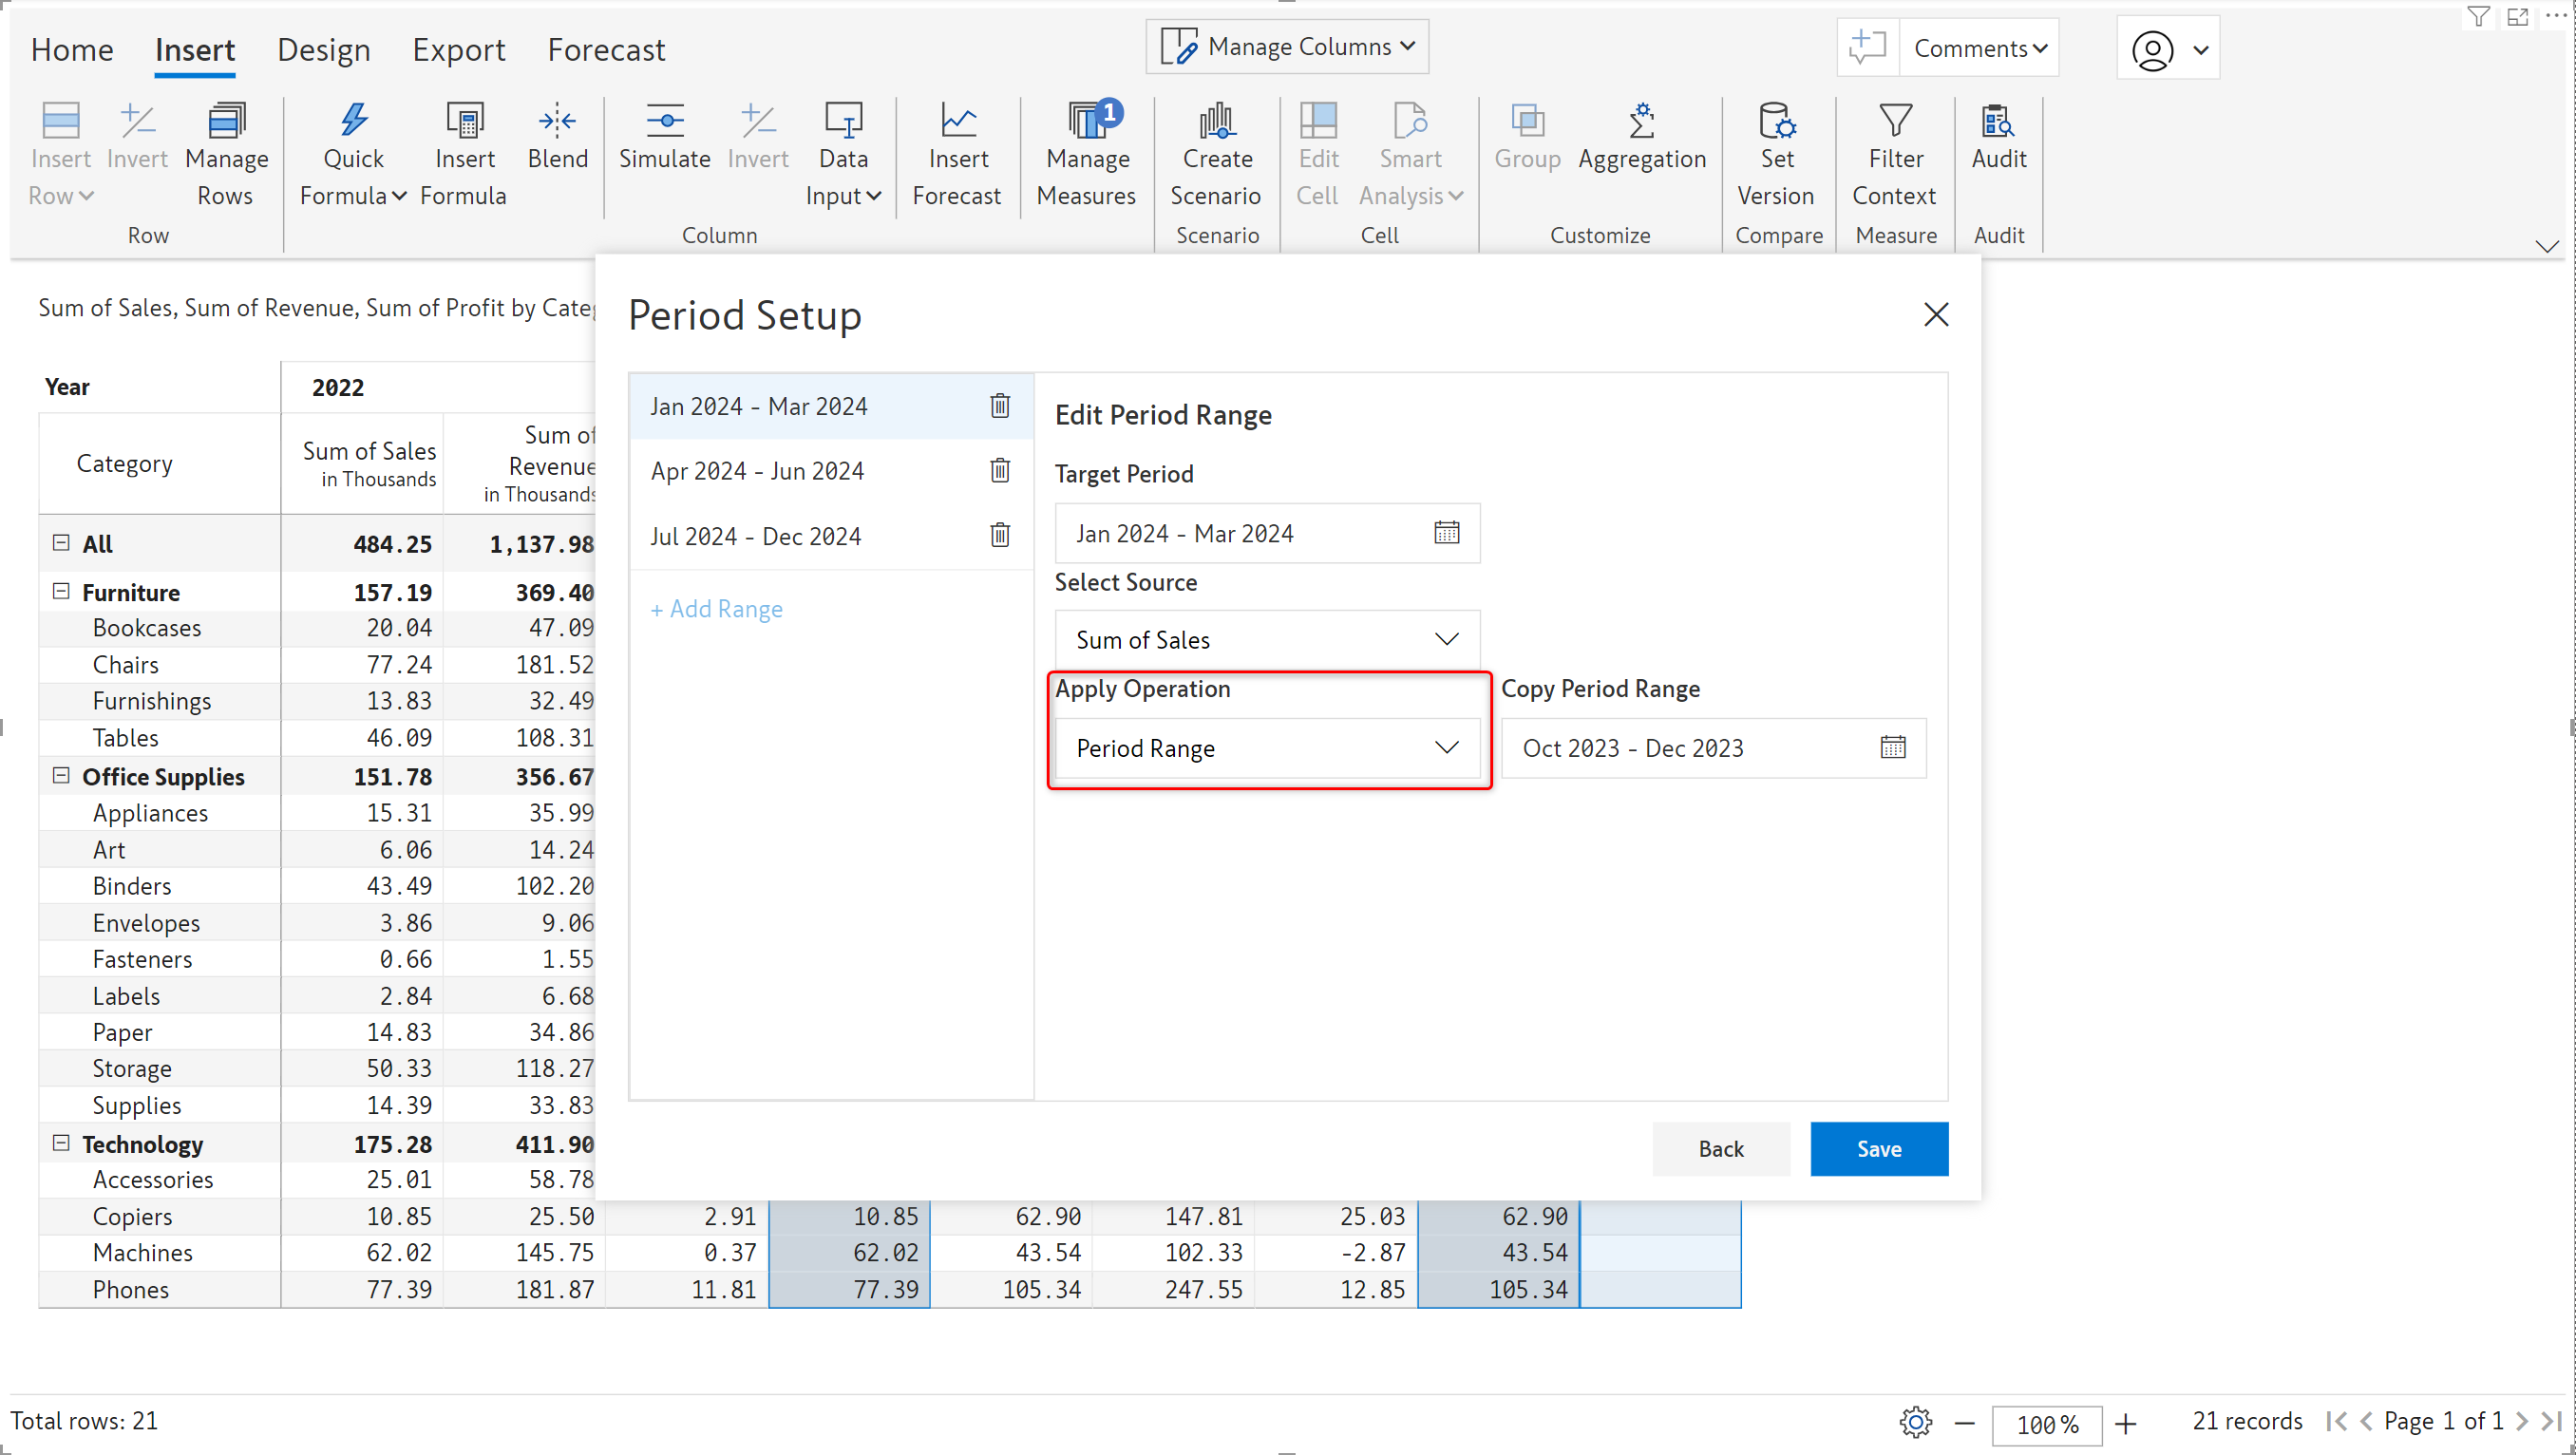 Home Insert Design Export Forecast
Manage Columns
Comments
Insert Row
Invert
Manage Rows
Row
Quick Formula
Insert Formula
Blend
Simulate
Invert
Data Input
Insert Forecast
Manage Measures
1
Column
Create Scenario
Scenario
Edit Cell
Smart Analysis
Cell
Group
Aggregation
Customize
Set Version
Compare
Filter Context
Measure
Audit
Audit
Sum of Sales, Sum of Revenue, Sum of Profit by Categ
Year 2022
Category
Sum of Sales
in Thousands
Sum of
Revenue
in Thousands
All 484.25 1,137.98
Furniture 157.19 369.40
Bookcases 20.04 47.09
Chairs 77.24 181.52
Furnishings 13.83 32.49
Tables 46.09 108.31
Office Supplies 151.78 356.67
Appliances 15.31 35.99
Art 6.06 14.24
Binders 43.49 102.20
Envelopes 3.86 9.06
Fasteners 0.66 1.55
Labels 2.84 6.68
Paper 14.83 34.86
Storage 50.33 118.27
Supplies 14.39 33.83
Technology 175.28 411.90
Accessories 25.01 58.78
Copiers 10.85 25.50 2.91 10.85 62.90 147.81 25.03 62.90
Machines 62.02 145.75 0.37 62.02 43.54 102.33 -2.87 43.54
Phones 77.39 181.87 11.81 77.39 105.34 247.55 12.85 105.34
Period Setup
Jan 2024 - Mar 2024
Apr 2024 - Jun 2024
Jul 2024 - Dec 2024
+ Add Range
Edit Period Range
Target Period
Jan 2024 - Mar 2024
Select Source
Sum of Sales
Apply Operation
Period Range
Copy Period Range
Oct 2023 - Dec 2023
Back
Save
Total rows: 21
100 %
21 records
Page 1 of 1